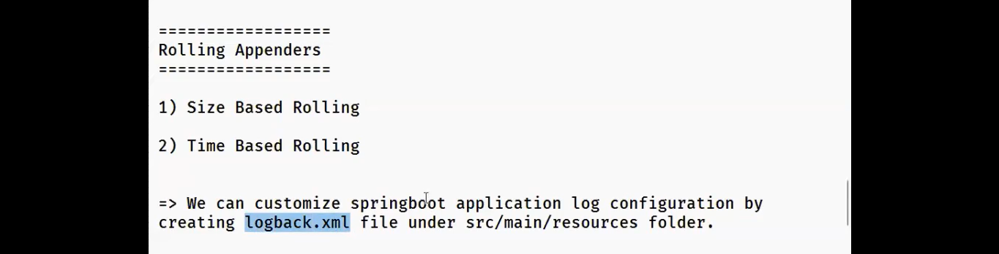 ==================
Rolling Appenders
==================
1) Size Based Rolling
2) Time Based Rolling
=> We can customize springboot application log configuration by
creating logback.xml file under src/main/resources folder.